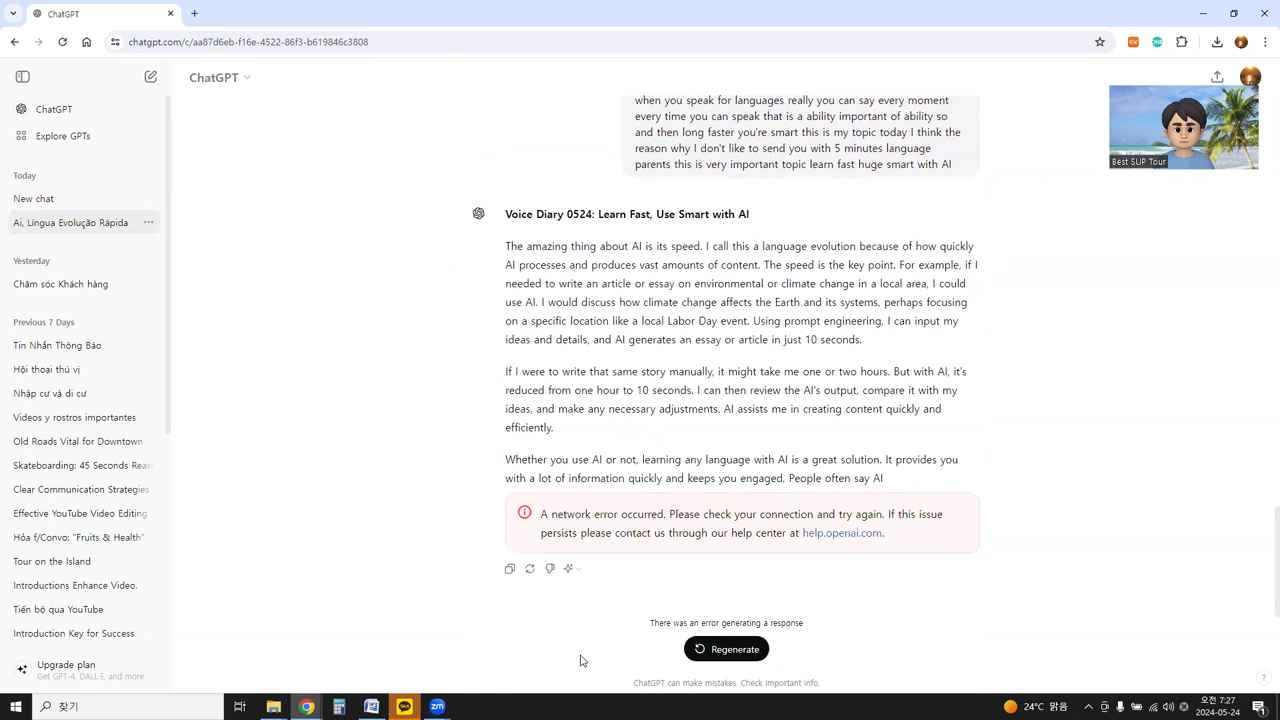 ChatGPT
chatgpt.com/c/aa87d6eb-f16e-4522-86f3-b619846c3808
ChatGPT
ChatGPT
Explore GPTs
Today
New chat
Ai, Língua Evolução Rápida
Yesterday
Chăm sóc Khách hàng
Previous 7 Days
Tin Nhắn Thông Báo
Hội thoại thú vị
Nhập cư và di cư
Videos y rostros importantes
Old Roads Vital for Downtown
Skateboarding: 45 Seconds Reas
Clear Communication Strategies
Effective YouTube Video Editing
Hỏa f/Convo: "Fruits & Health"
Tour on the Island
Introductions Enhance Video.
Tiến bộ qua YouTube
Introduction Key for Success
Upgrade plan
Get GPT-4, DALL·E, and more
when you speak for languages really you can say every moment
every time you can speak that is a ability important of ability so
and then long faster you're smart this is my topic today I think the
reason why I don't like to send you with 5 minutes language
parents this is very important topic learn fast huge smart with AI
Best SUP Tour
Voice Diary 0524: Learn Fast, Use Smart with AI
The amazing thing about AI is its speed. I call this a language evolution because of how quickly
AI processes and produces vast amounts of content. The speed is the key point. For example, if I
needed to write an article or essay on environmental or climate change in a local area, I could
use AI. I would discuss how climate change affects the Earth and its systems, perhaps focusing
on a specific location like a local Labor Day event. Using prompt engineering, I can input my
ideas and details, and AI generates an essay or article in just 10 seconds.
If I were to write that same story manually, it might take me one or two hours. But with AI, it's
reduced from one hour to 10 seconds. I can then review the AI's output, compare it with my
ideas, and make any necessary adjustments. AI assists me in creating content quickly and
efficiently.
Whether you use AI or not, learning any language with AI is a great solution. It provides you
with a lot of information quickly and keeps you engaged. People often say AI
A network error occurred. Please check your connection and try again. If this issue
persists please contact us through our help center at help.openai.com.
There was an error generating a response
Regenerate
ChatGPT can make mistakes. Check important info.
찾기
24°C 맑음
오전 7:27
2024-05-24